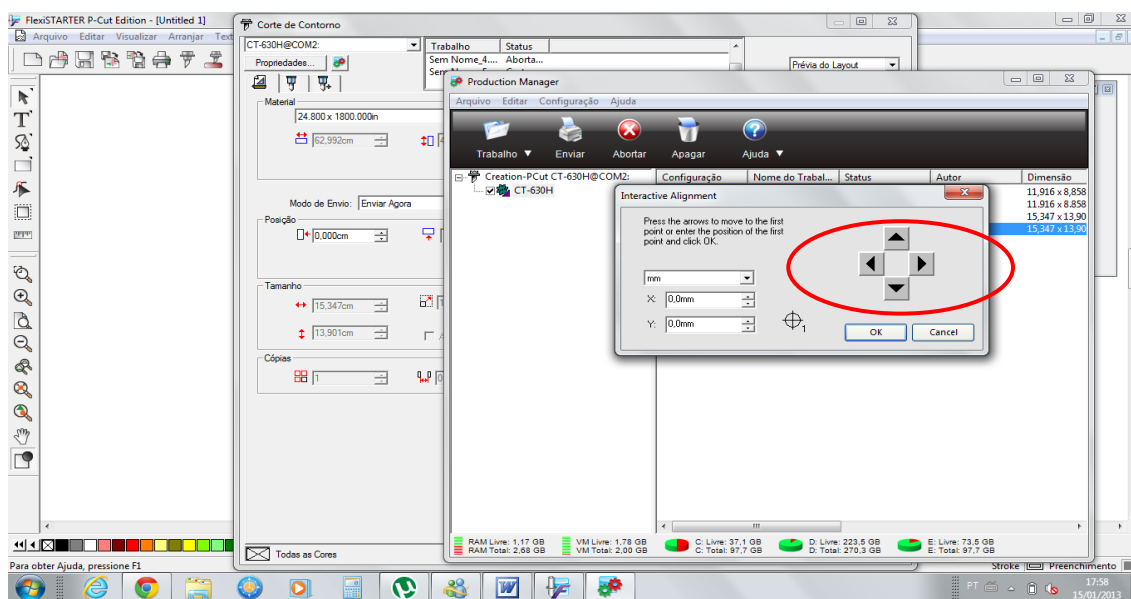 FlexiSTARTER P-Cut Edition - [Untitled 1]
Arquivo Editar Visualizar Arranjar Text
Corte de Contorno
CT-630H@COM2:
Propriedades...
Trabalho Status
Sem Nome_4.... Aborta...
Prévia do Layout
Material
24.800 x 1800.000in
62,992cm
Modo de Envio: Enviar Agora
Posição
0,000cm
Tamanho
15,347cm
13,901cm
Cópias
1
Todas as Cores
Production Manager
Arquivo Editar Configuração Ajuda
Trabalho Enviar Abortar Apagar Ajuda
Creation-PCut CT-630H@COM2:
CT-630H
Configuração Nome do Trabal... Status Autor Dimensão
11,916 x 8,858
11,916 x 8,858
15,347 x 13,90
15,347 x 13,90
Interactive Alignment
Press the arrows to move to the first
point or enter the position of the first
point and click OK.
mm
X: 0,0mm
Y: 0,0mm
1
OK Cancel
RAM Livre: 1,17 GB VM Livre: 1,78 GB C: Livre: 37,1 GB D: Livre: 223,5 GB E: Livre: 73,5 GB
RAM Total: 2,68 GB VM Total: 2,00 GB C: Total: 97,7 GB D: Total: 270,3 GB E: Total: 97,7 GB
Para obter Ajuda, pressione F1
Stroke Preenchimento
PT 17:58
15/01/2013